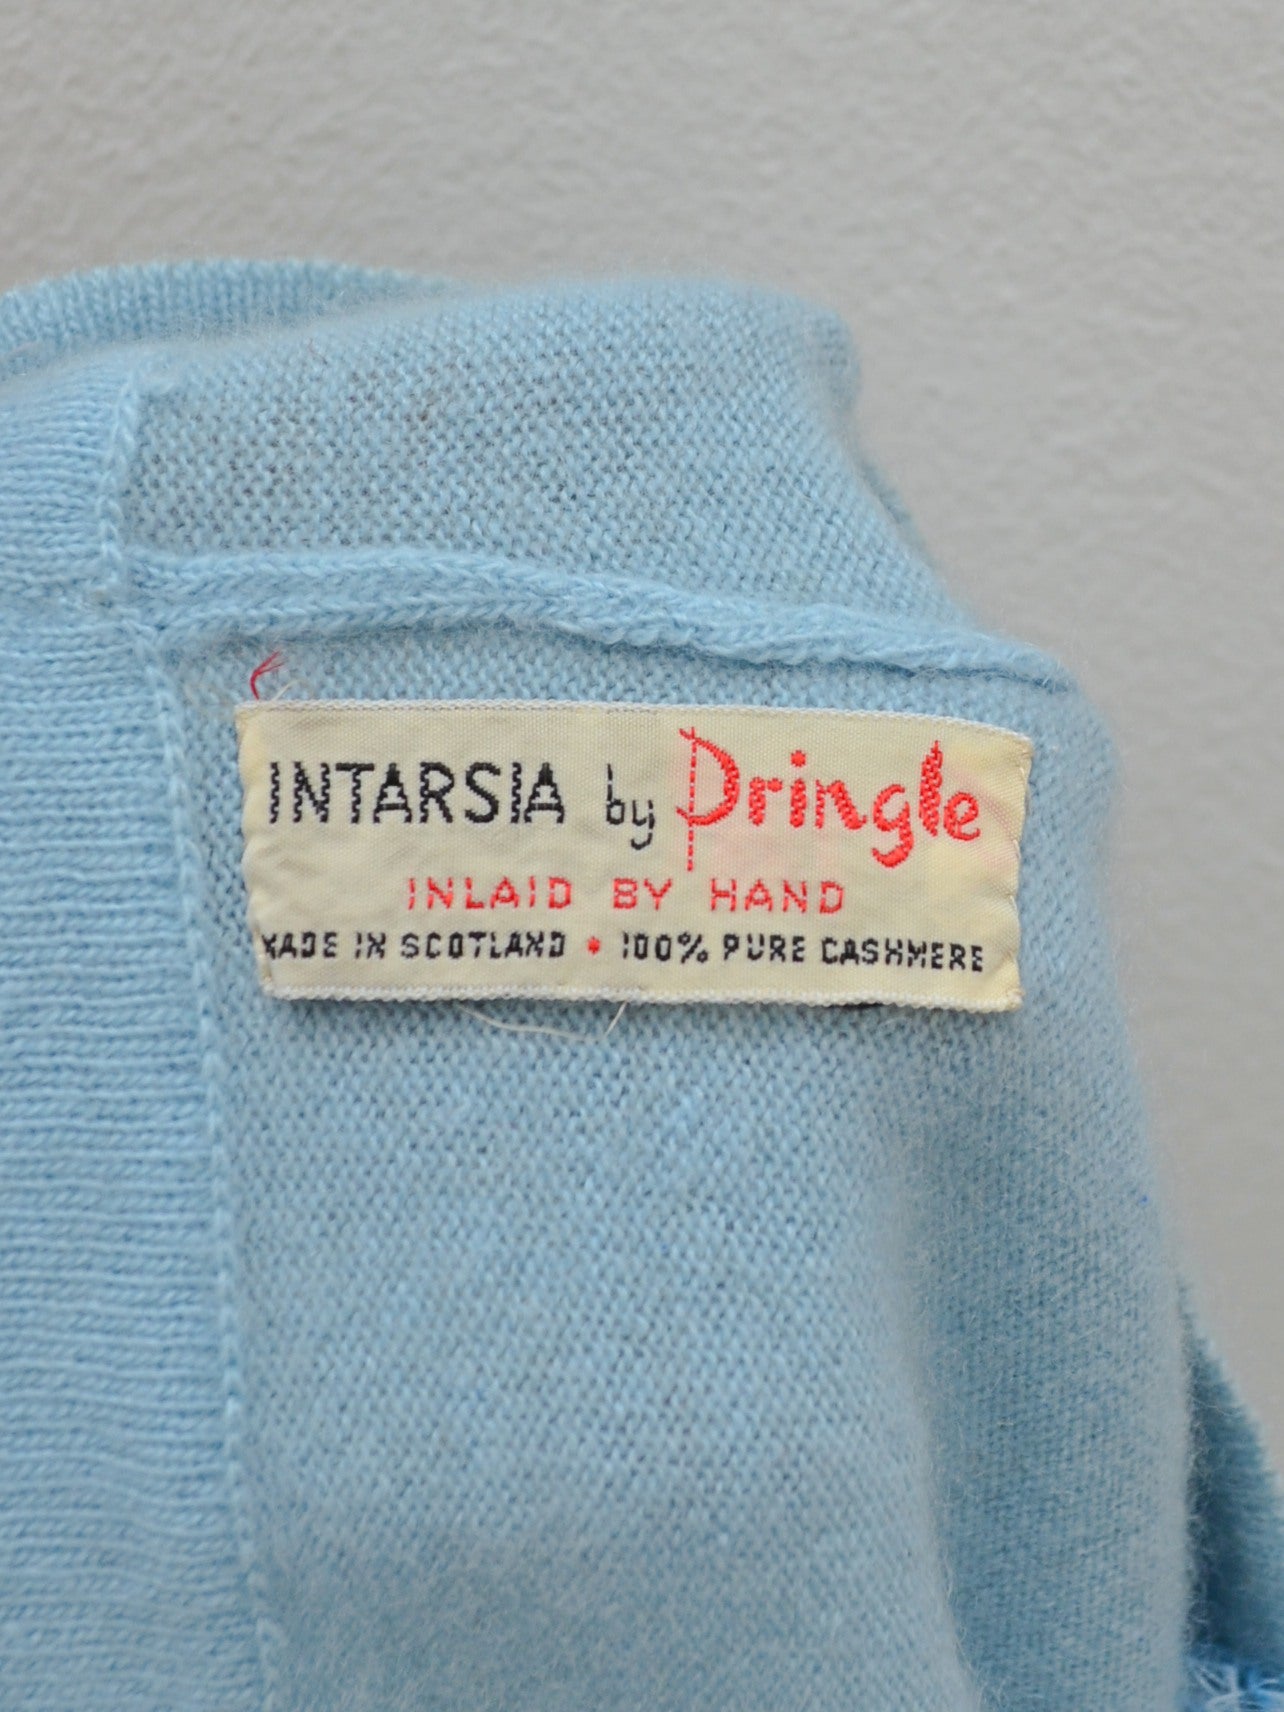 INTARSIA by Pringle
INLAID BY HAND
MADE IN SCOTLAND • 100% PURE CASHMERE